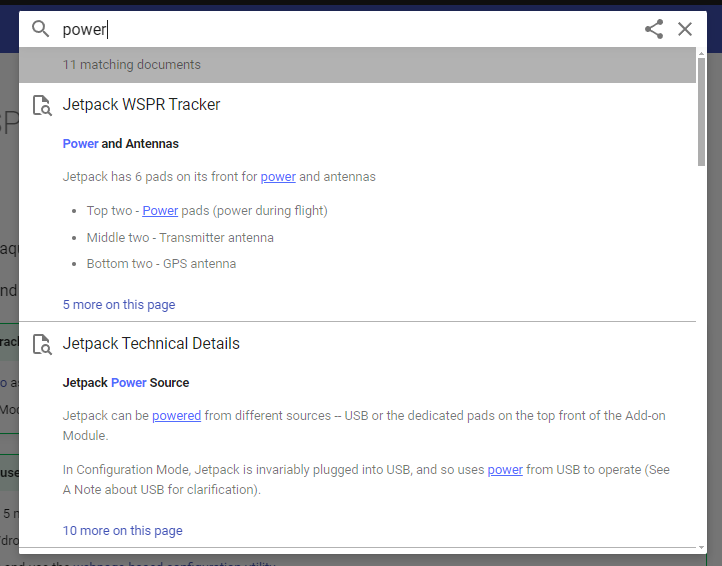 power
11 matching documents
Jetpack WSPR Tracker
Power and Antennas
Jetpack has 6 pads on its front for power and antennas
Top two - Power pads (power during flight)
Middle two - Transmitter antenna
Bottom two - GPS antenna
5 more on this page
Jetpack Technical Details
Jetpack Power Source
Jetpack can be powered from different sources -- USB or the dedicated pads on the top front of the Add-on
Module.
In Configuration Mode, Jetpack is invariably plugged into USB, and so uses power from USB to operate (See
A Note about USB for clarification).
10 more on this page